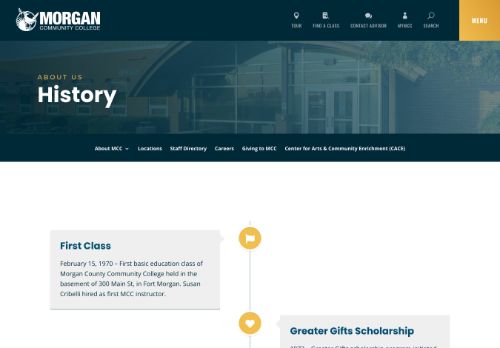 MORGAN
COMMUNITY COLLEGE
TOUR
FIND A CLASS
CONTACT ADVISOR
MYMCC
SEARCH
MENU
ABOUT US
History
About MCC
Locations
Staff Directory
Careers
Giving to MCC
Center for Arts & Community Enrichment (CACE)
First Class
February 15, 1970 – First basic education class of
Morgan County Community College held in the
basement of 300 Main St, in Fort Morgan. Susan
Cribelli hired as first MCC instructor.
Greater Gifts Scholarship